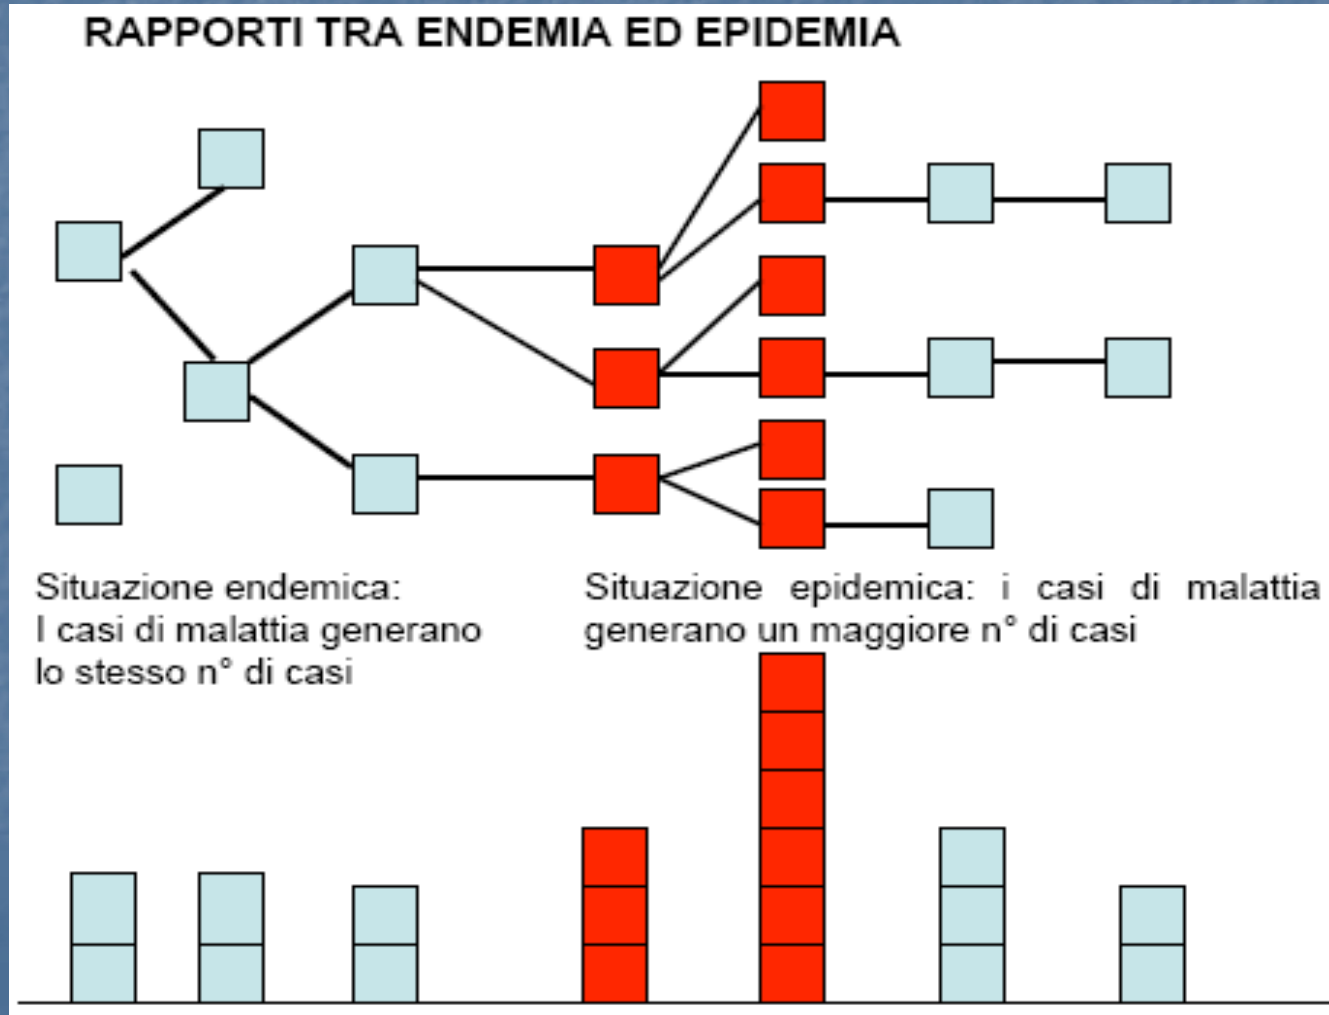 RAPPORTI TRA ENDEMIA ED EPIDEMIA
Situazione endemica:
I casi di malattia generano
lo stesso n° di casi
Situazione epidemica: i casi di malattia
generano un maggiore n° di casi